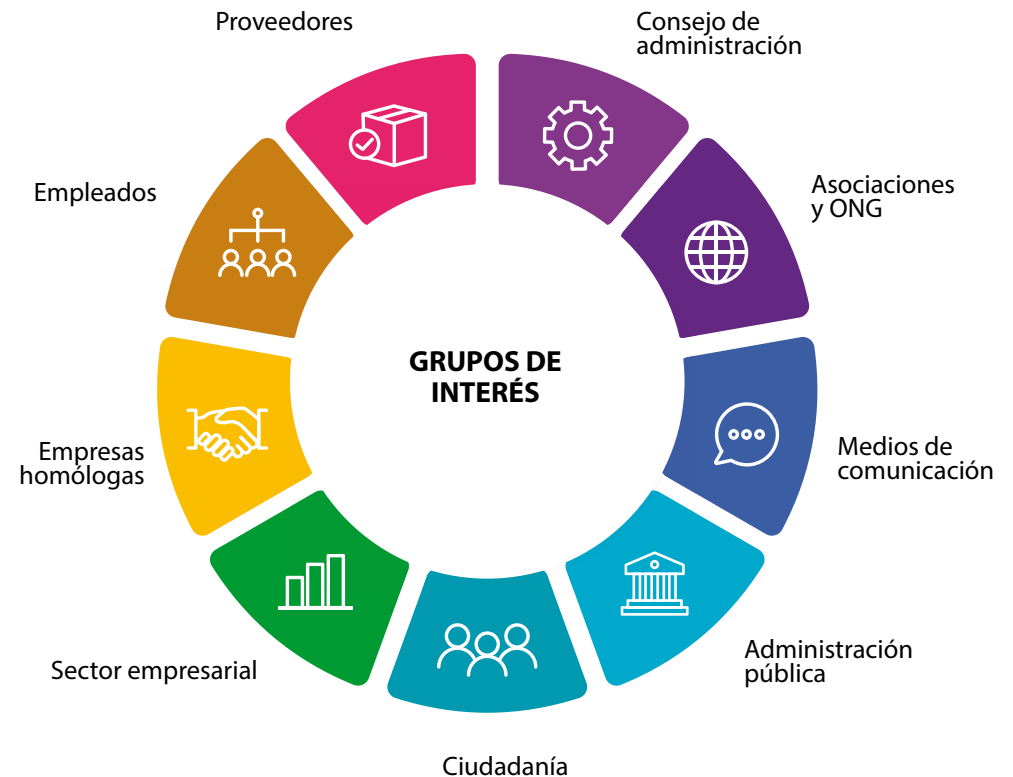 Proveedores
Consejo de
administración
Empleados
Asociaciones
y ONG
GRUPOS DE
INTERÉS
Empresas
homólogas
Medios de
comunicación
Sector empresarial
Administración
pública
Ciudadanía